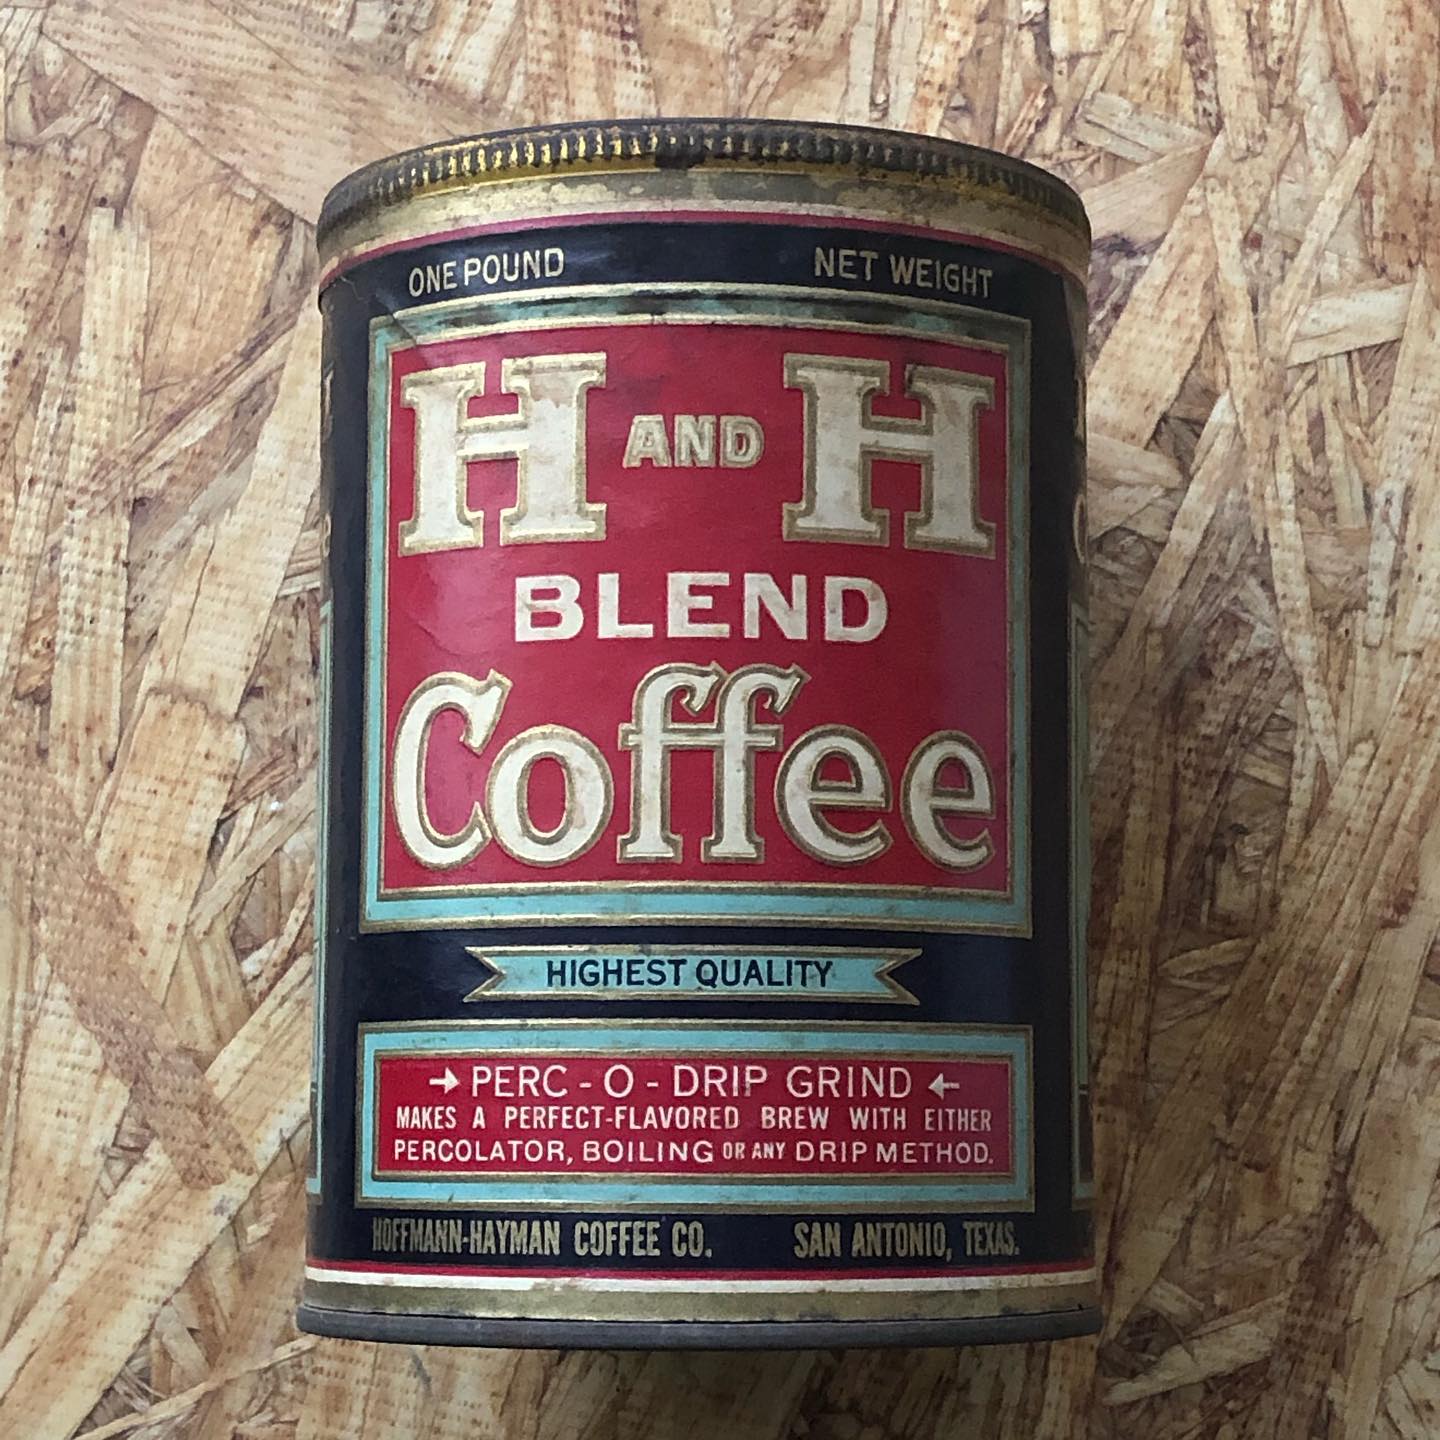 ONE POUND NET WEIGHT
H AND H
BLEND
Coffee
HIGHEST QUALITY
→ PERC-O-DRIP GRIND ←
MAKES A PERFECT-FLAVORED BREW WITH EITHER
PERCOLATOR, BOILING OR ANY DRIP METHOD.
HOFFMANN-HAYMAN COFFEE CO. SAN ANTONIO, TEXAS.